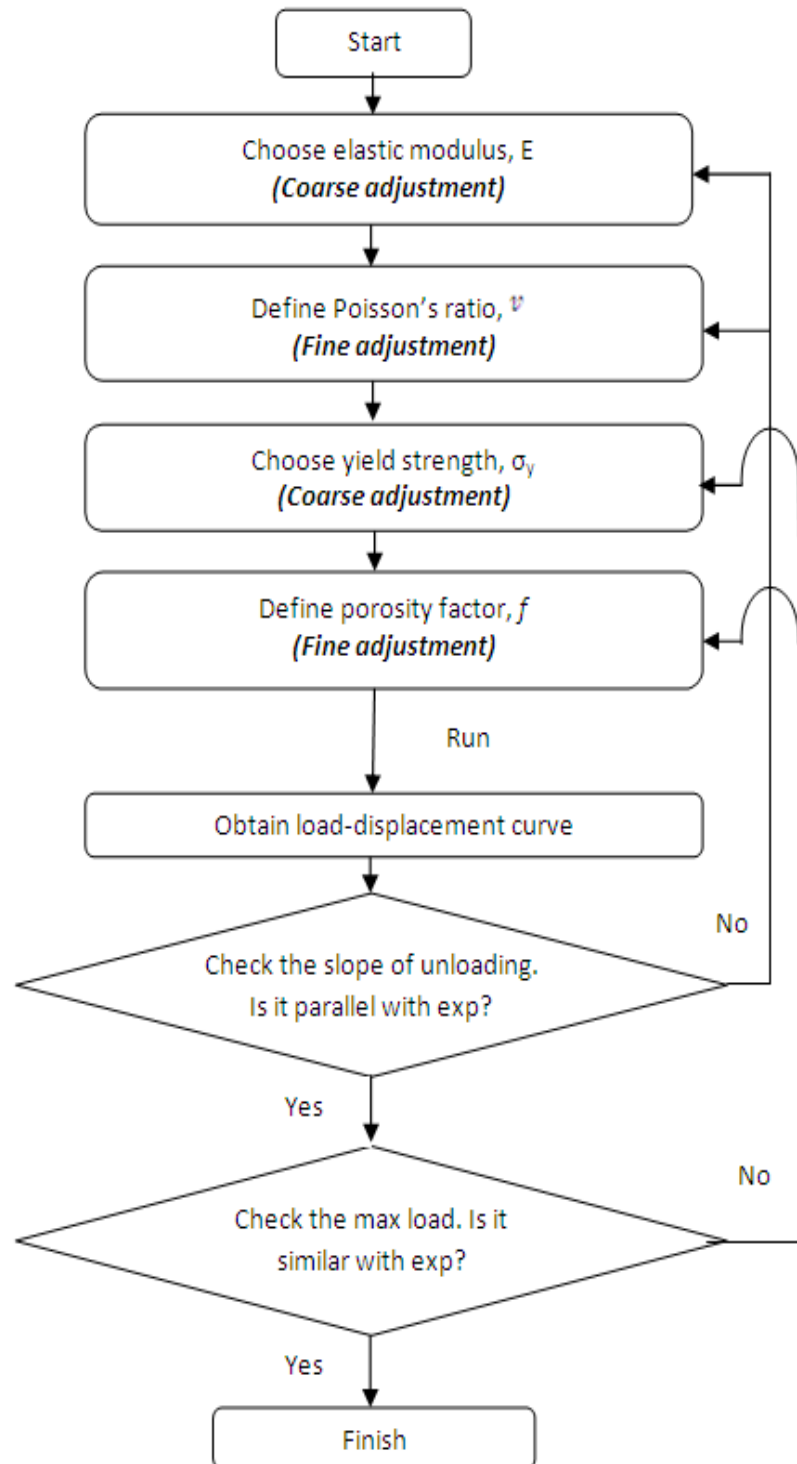 Start
Choose elastic modulus, E
(Coarse adjustment)
Define Poisson’s ratio, 𝑣
(Fine adjustment)
Choose yield strength, σy
(Coarse adjustment)
Define porosity factor, f
(Fine adjustment)
Run
Obtain load-displacement curve
No
Check the slope of unloading.
Is it parallel with exp?
Yes
No
Check the max load. Is it
similar with exp?
Yes
Finish